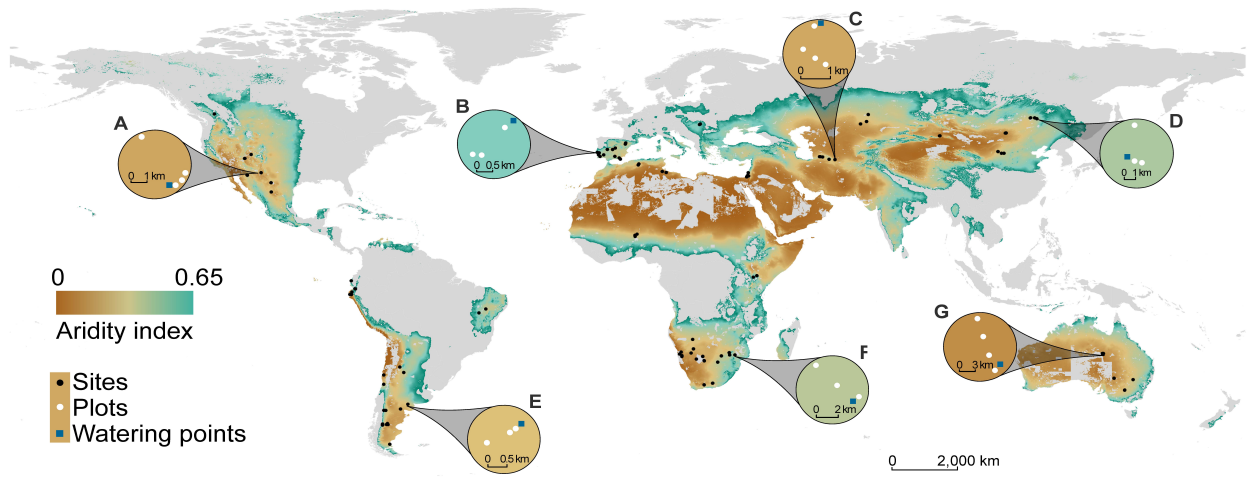 C
0 1 km
B
0 0.5 km
A
0 1 km
D
0 1 km
0 0.65
Aridity index
G
0 3 km
F
0 2 km
Sites
Plots
Watering points
E
0 0.5 km
0 2,000 km